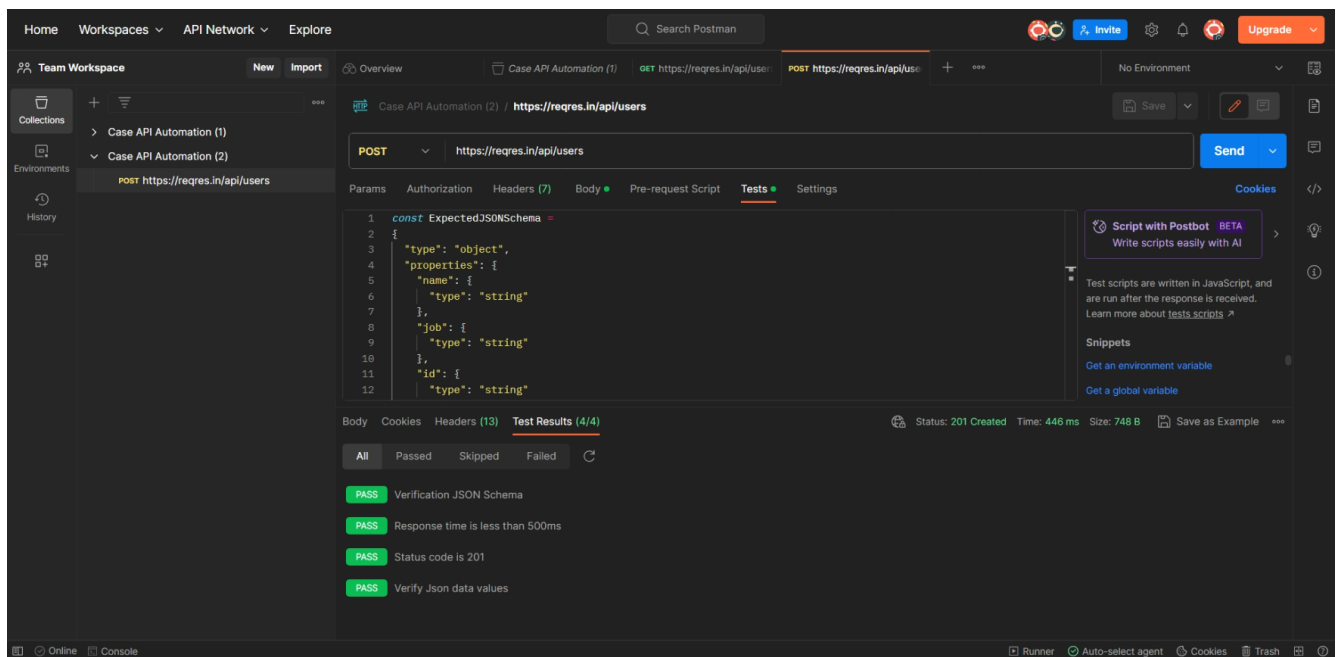 Home Workspaces API Network Explore Search Postman Invite Upgrade
Team Workspace New Import Overview Case API Automation (1) GET https://reqres.in/api/user POST https://reqres.in/api/use No Environment
Collections
Environments
History
Case API Automation (1)
Case API Automation (2)
POST https://reqres.in/api/users
HTTP Case API Automation (2) / https://reqres.in/api/users Save
POST https://reqres.in/api/users Send
Params Authorization Headers (7) Body Pre-request Script Tests Settings Cookies
1 const ExpectedJSONSchema =
2 {
3 "type": "object",
4 "properties": {
5 "name": {
6 "type": "string"
7 },
8 "job": {
9 "type": "string"
10 },
11 "id": {
12 "type": "string"
Script with Postbot BETA
Write scripts easily with AI
Test scripts are written in JavaScript, and
are run after the response is received.
Learn more about tests scripts
Snippets
Get an environment variable
Get a global variable
Body Cookies Headers (13) Test Results (4/4) Status: 201 Created Time: 446 ms Size: 748 B Save as Example
All Passed Skipped Failed
PASS Verification JSON Schema
PASS Response time is less than 500ms
PASS Status code is 201
PASS Verify Json data values
Online Console Runner Auto-select agent Cookies Trash